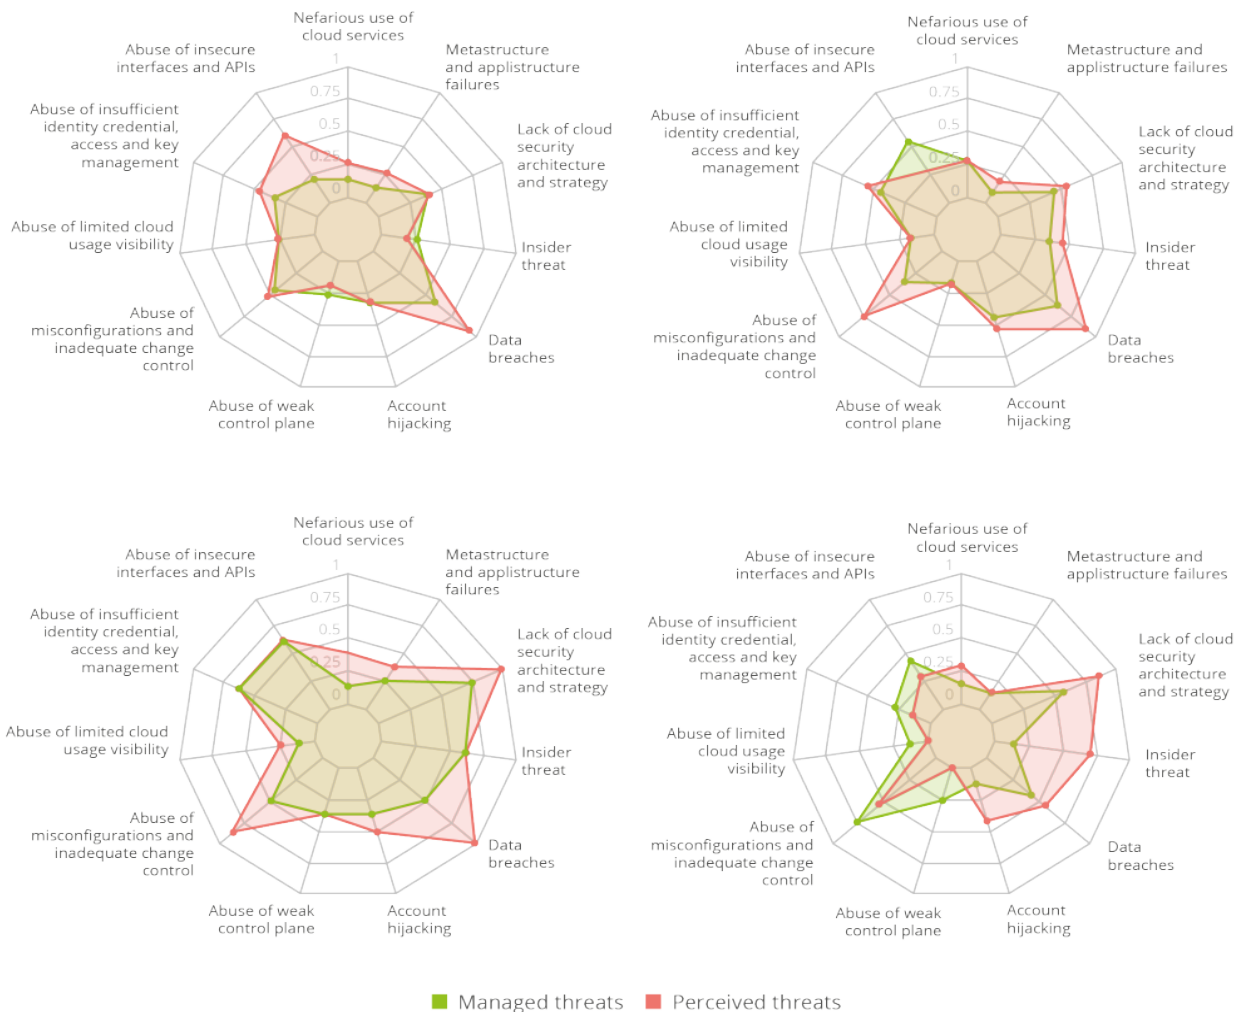 Nefarious use of
cloud services
Abuse of insecure
interfaces and APIs
Metastructure
and applistructure
failures
Abuse of insufficient
identity credential,
access and key
management
Lack of cloud
security
architecture
and strategy
Abuse of limited cloud
usage visibility
Insider
threat
Abuse of
misconfigurations and
inadequate change
control
Data
breaches
Abuse of weak
control plane
Account
hijacking
1
0.75
0.5
0.25
0
Nefarious use of
cloud services
Abuse of insecure
interfaces and APIs
Metastructure and
applistructure failures
Abuse of insufficient
identity credential,
access and key
management
Lack of cloud
security
architecture
and strategy
Abuse of limited
cloud usage
visibility
Insider
threat
Abuse of
misconfigurations and
inadequate change
control
Data
breaches
Abuse of weak
control plane
Account
hijacking
1
0.75
0.5
0.25
0
Nefarious use of
cloud services
Abuse of insecure
interfaces and APIs
Metastructure
and applistructure
failures
Abuse of insufficient
identity credential,
access and key
management
Lack of cloud
security
architecture
and strategy
Abuse of limited cloud
usage visibility
Insider
threat
Abuse of
misconfigurations and
inadequate change
control
Data
breaches
Abuse of weak
control plane
Account
hijacking
1
0.75
0.5
0.25
0
Nefarious use of
cloud services
Abuse of insecure
interfaces and APIs
Metastructure and
applistructure failures
Abuse of insufficient
identity credential,
access and key
management
Lack of cloud
security
architecture
and strategy
Abuse of limited
cloud usage
visibility
Insider
threat
Abuse of
misconfigurations and
inadequate change
control
Data
breaches
Abuse of weak
control plane
Account
hijacking
1
0.75
0.5
0.25
0
Managed threats
Perceived threats